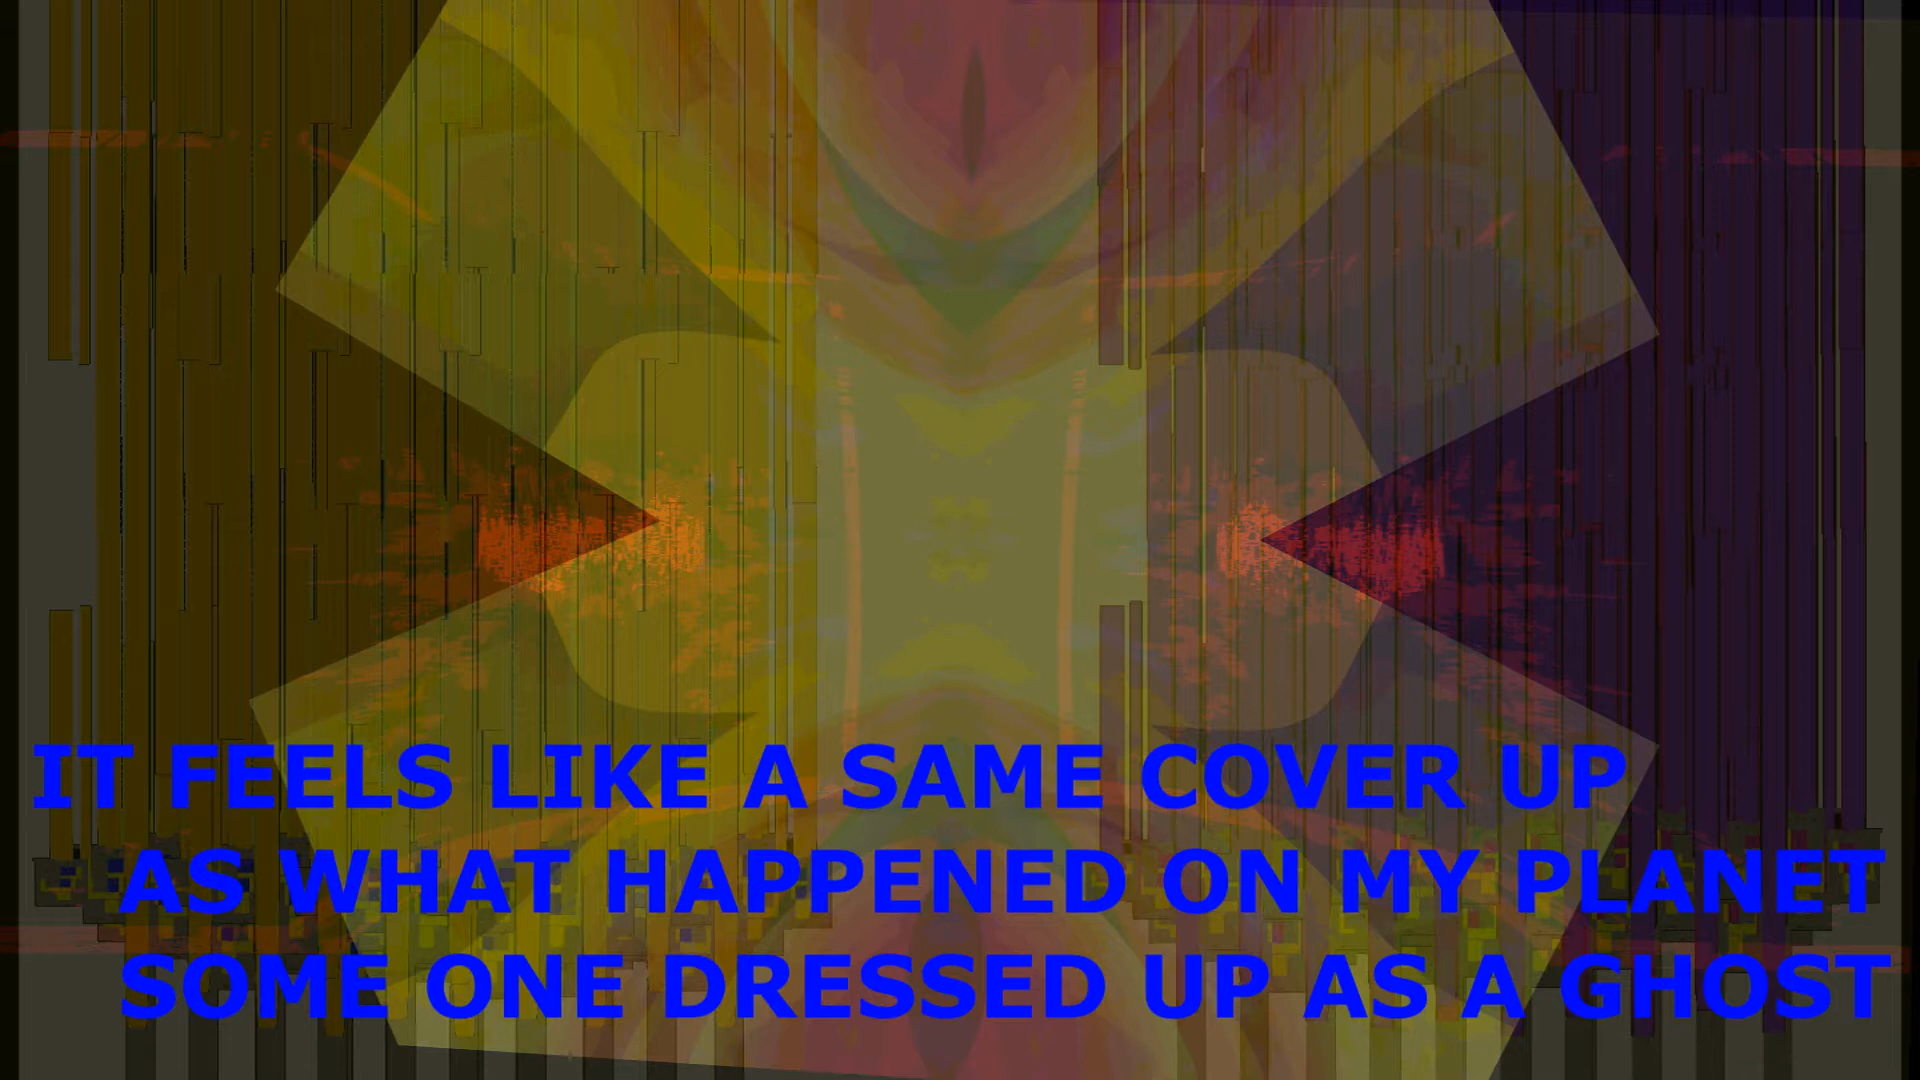 IT FEELS LIKE A SAME COVER UP
AS WHAT HAPPENED ON MY PLANET
SOME ONE DRESSED UP AS A GHOST